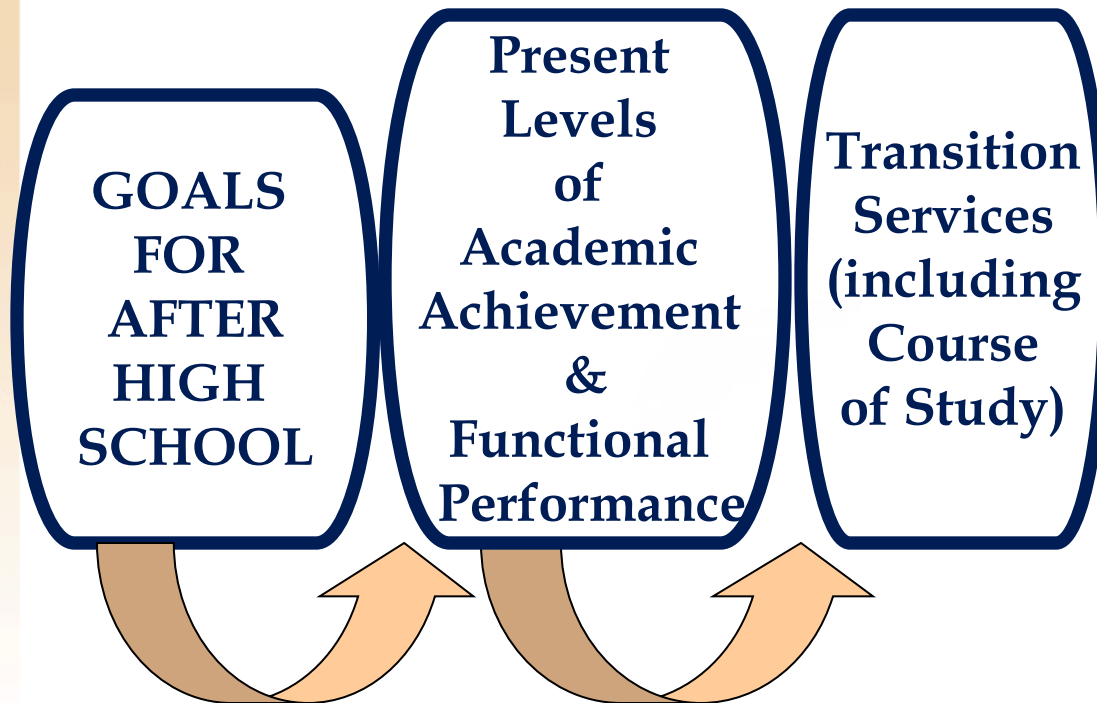 GOALS
FOR
AFTER
HIGH
SCHOOL
Present
Levels
of
Academic
Achievement
&
Functional
Performance
Transition
Services
(including
Course
of Study)